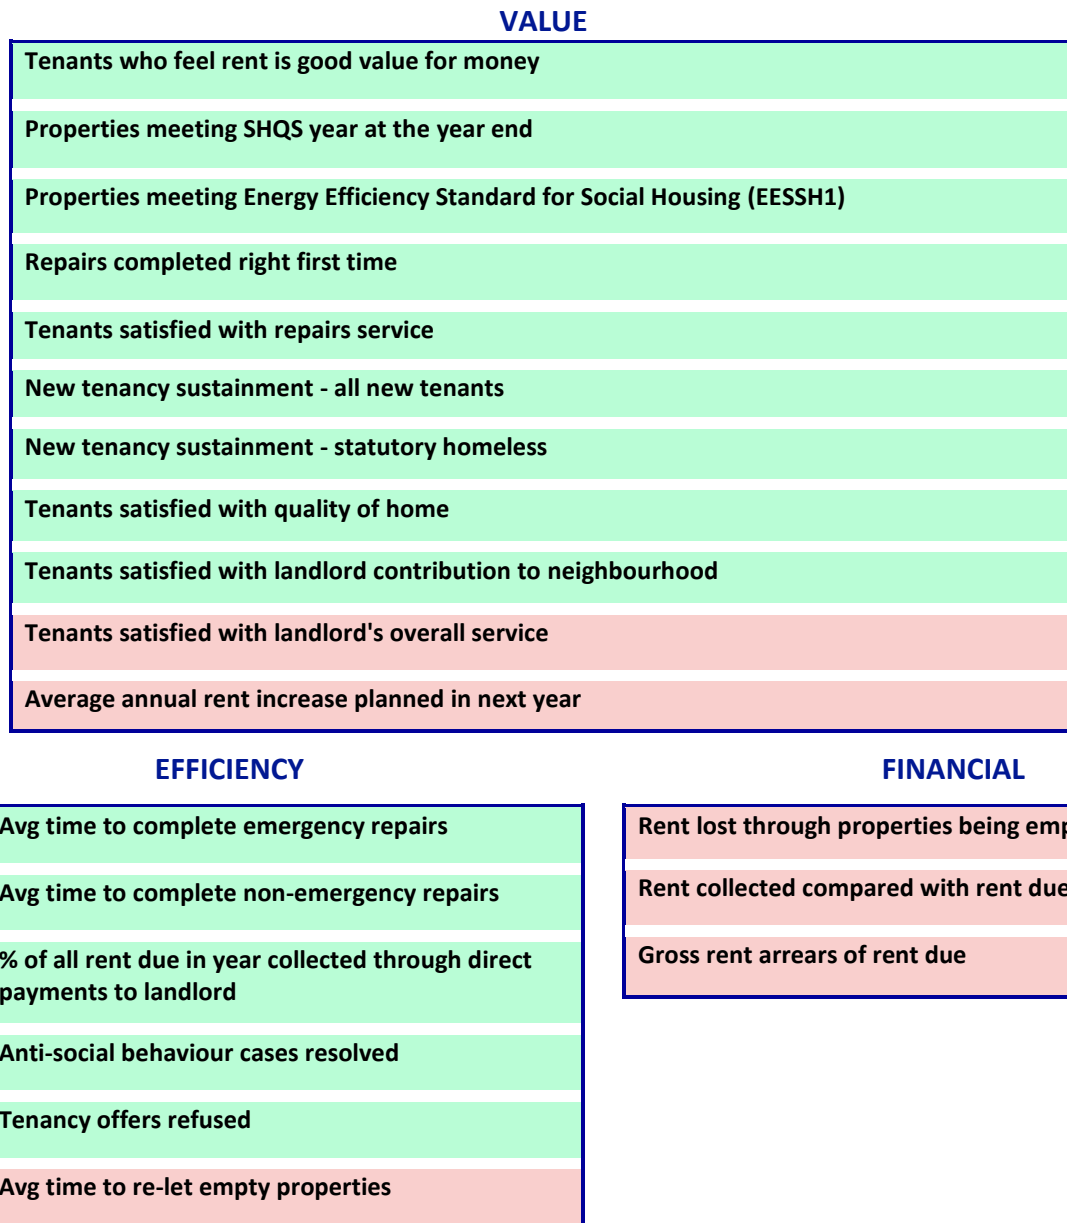 VALUE
Tenants who feel rent is good value for money
Properties meeting SHQS year at the year end
Properties meeting Energy Efficiency Standard for Social Housing (EESSH1)
Repairs completed right first time
Tenants satisfied with repairs service
New tenancy sustainment - all new tenants
New tenancy sustainment - statutory homeless
Tenants satisfied with quality of home
Tenants satisfied with landlord contribution to neighbourhood
Tenants satisfied with landlord's overall service
Average annual rent increase planned in next year
EFFICIENCY
Avg time to complete emergency repairs
Avg time to complete non-emergency repairs
% of all rent due in year collected through direct
payments to landlord
Anti-social behaviour cases resolved
Tenancy offers refused
Avg time to re-let empty properties
FINANCIAL
Rent lost through properties being
Rent collected compared with rent due
Gross rent arrears of rent due